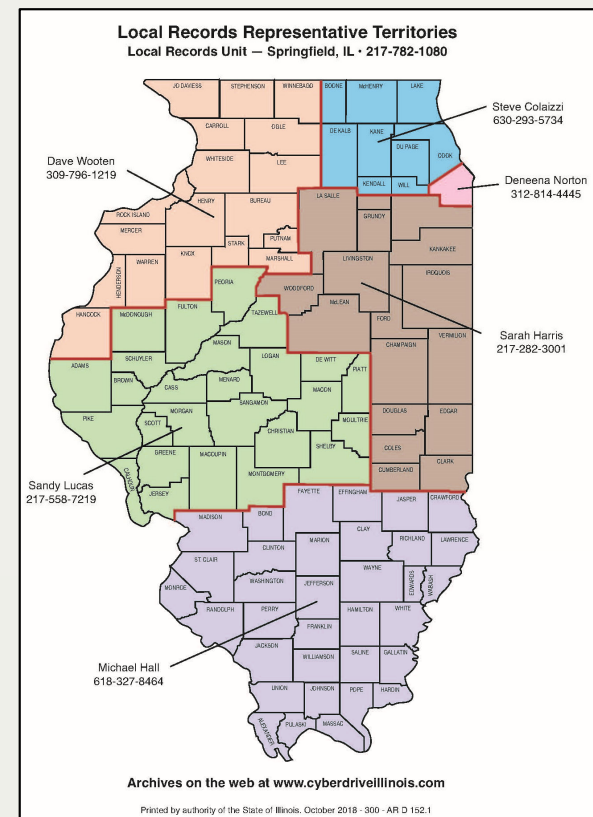 Local Records Representative Territories
Local Records Unit — Springfield, IL • 217-782-1080
JO DAVIESS STEPHENSON WINNEBAGO BOONE McHENRY LAKE
Steve Colaizzi
630-293-5734
CARROLL OGLE DE KALB KANE
DU PAGE COOK
Dave Wooten
309-796-1219
WHITESIDE LEE
Deneena Norton
312-814-4445
KENDALL WILL
HENRY BUREAU LA SALLE
ROCK ISLAND GRUNDY
MERCER
PUTNAM
STARK KANKAKEE
KNOX MARSHALL LIVINGSTON
WARREN
HENDERSON
IROQUOIS
PEORIA WOODFORD
McLEAN
FULTON
HANCOCK McDONOUGH TAZEWELL FORD
Sarah Harris
217-282-3001
VERMILION
MASON CHAMPAIGN
LOGAN
SCHUYLER DE WITT
ADAMS PIATT
BROWN MENARD
CASS MACON
SANGAMON
MORGAN DOUGLAS EDGAR
PIKE MOULTRIE
SCOTT
CHRISTIAN
SHELBY COLES
GREENE MACOUPIN
CLARK
CUMBERLAND
MONTGOMERY
CALHOUN
Sandy Lucas
217-558-7219
JERSEY
FAYETTE EFFINGHAM JASPER CRAWFORD
MADISON BOND
CLAY
RICHLAND LAWRENCE
MARION
CLINTON
ST CLAIR
WAYNE
WASHINGTON JEFFERSON EDWARDS WABASH
MONROE
RANDOLPH PERRY HAMILTON WHITE
FRANKLIN
JACKSON
WILLIAMSON SALINE GALLATIN
Michael Hall
618-327-8464
UNION JOHNSON POPE HARDIN
ALEXANDER PULASKI MASSAC
Archives on the web at www.cyberdriveillinois.com
Printed by authority of the State of Illinois. October 2018 - 300 - AR D 152.1